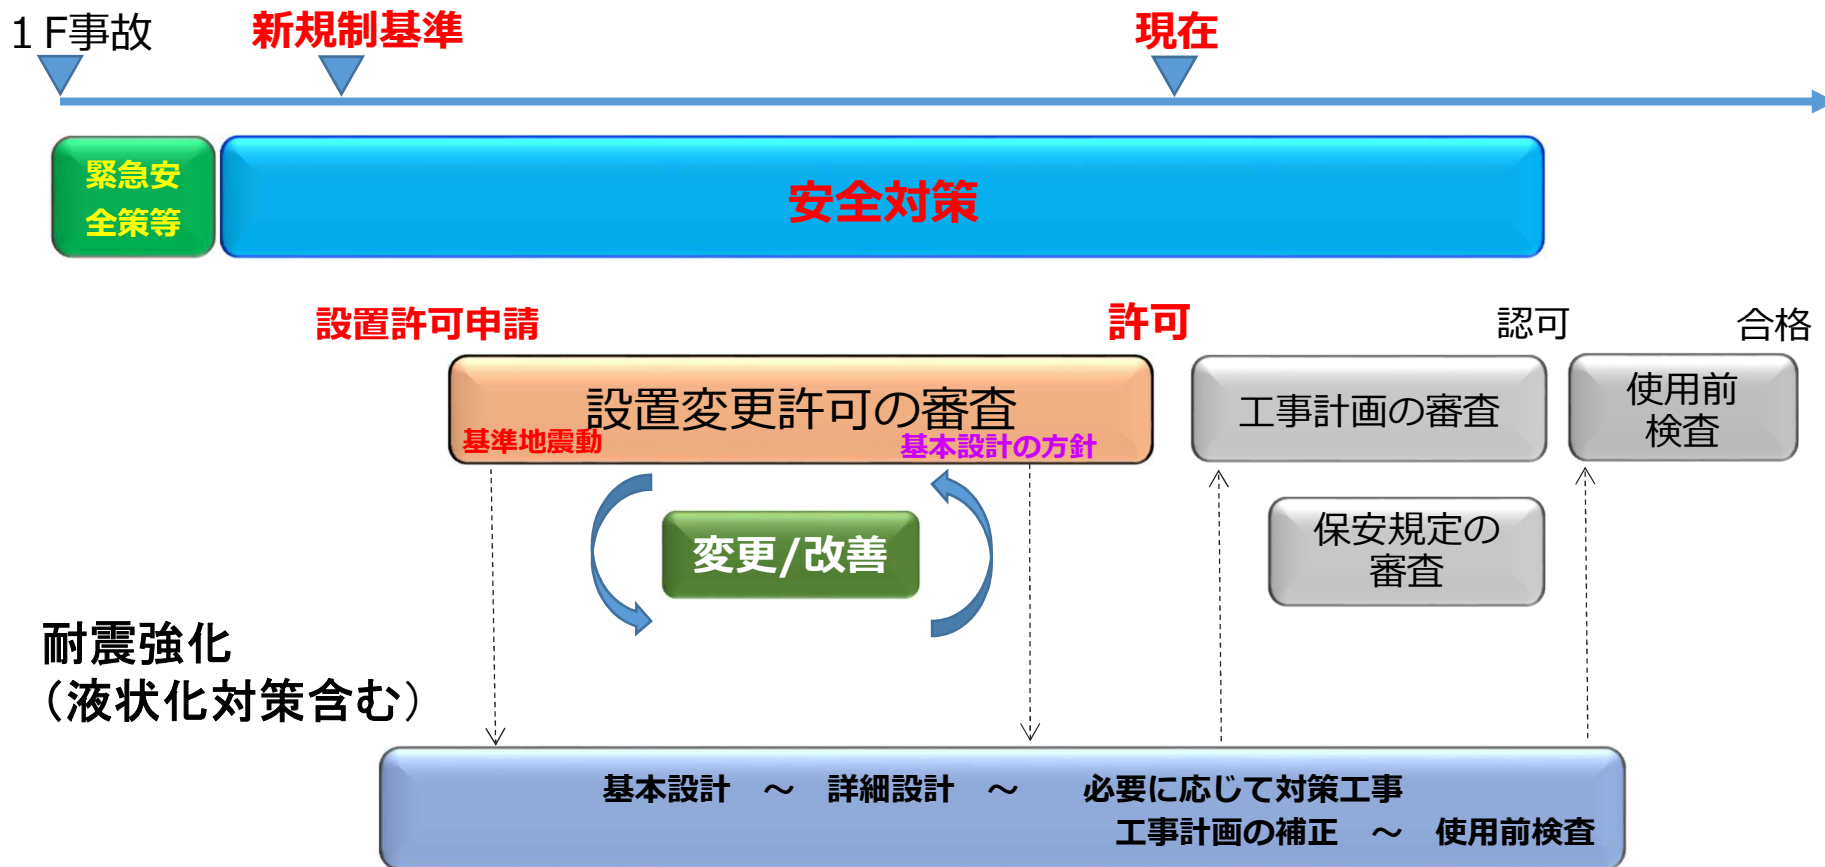 １F事故
新規制基準
現在
緊急安
全策等
安全対策
設置許可申請
許可
認可
合格
設置変更許可の審査
基準地震動
基本設計の方針
工事計画の審査
使用前
検査
変更/改善
保安規定の
審査
耐震強化
（液状化対策含む）
基本設計　～　詳細設計　～　　必要に応じて対策工事
工事計画の補正　～　使用前検査